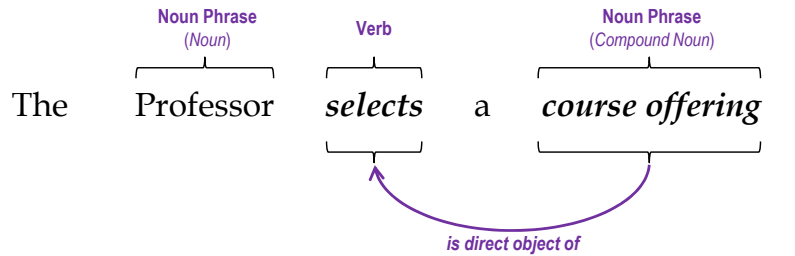 Noun Phrase
(Noun)
Verb
Noun Phrase
(Compound Noun)
The Professor selects a course offering
is direct object of